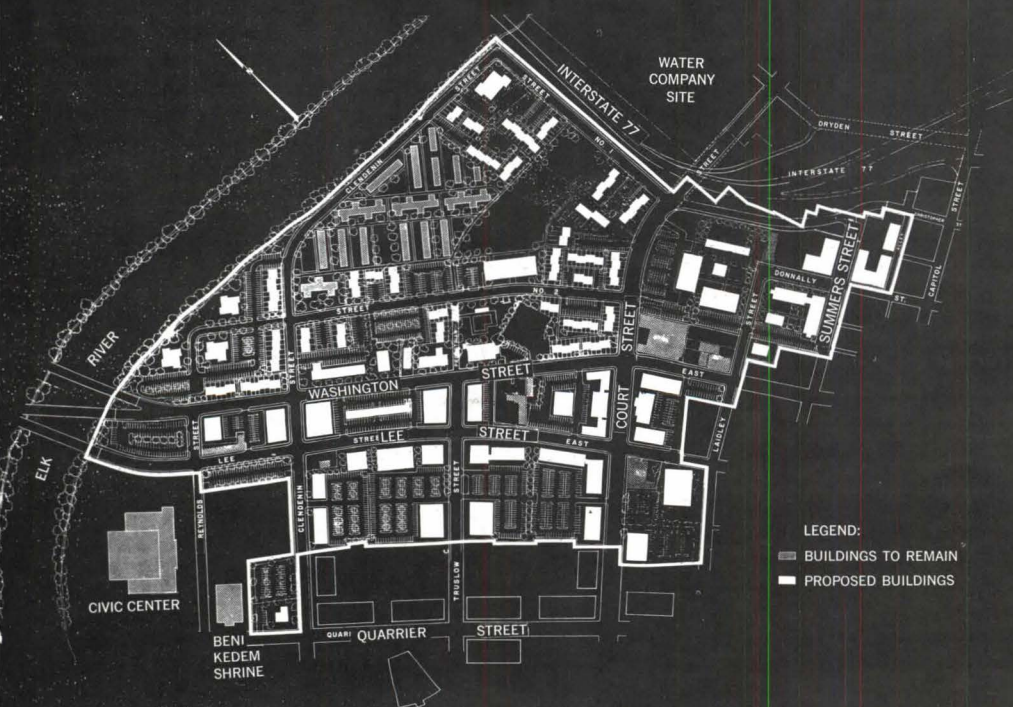 WATER
COMPANY
SITE
INTERSTATE 77
STREET
STREET
NO. 1
STREET
DRYDEN STREET
INTERSTATE 77
CLENDENIN
CHRISTOPHER
STREET
CAPITOL
DONNALLY
ST.
SUMMERS STREET
STREET
STREET
NO. 2
STREET
STREET
RIVER
ELK
WASHINGTON STREET
EAST
COURT
LAIDLEY
STREET
LEE
STREE LEE STREET
EAST
REYNOLDS
CLENDENIN
STREET
TRUSLOW
LEGEND:
BUILDINGS TO REMAIN
PROPOSED BUILDINGS
CIVIC CENTER
BENI
KEDEM
SHRINE
QUARI QUARRIER STREET